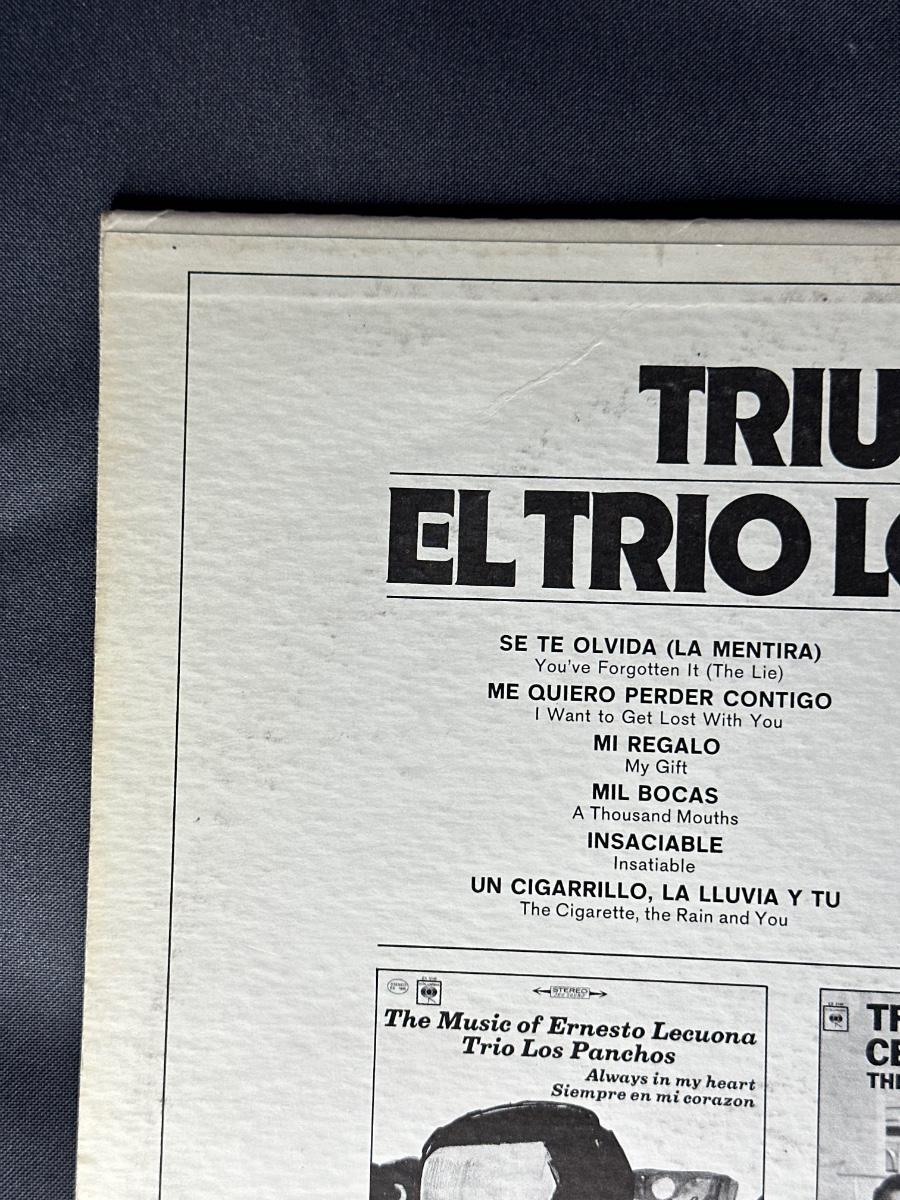 TRIU
EL TRIO LO
SE TE OLVIDA (LA MENTIRA)
You've Forgotten It (The Lie)
ME QUIERO PERDER CONTIGO
I Want to Get Lost With You
MI REGALO
My Gift
MIL BOCAS
A Thousand Mouths
INSACIABLE
Insatiable
UN CIGARRILLO, LA LLUVIA Y TU
The Cigarette, the Rain and You
STEREO
The Music of Ernesto Lecuona
Trio Los Panchos
Always in my heart
Siempre en mi corazon
TR
CE
THE